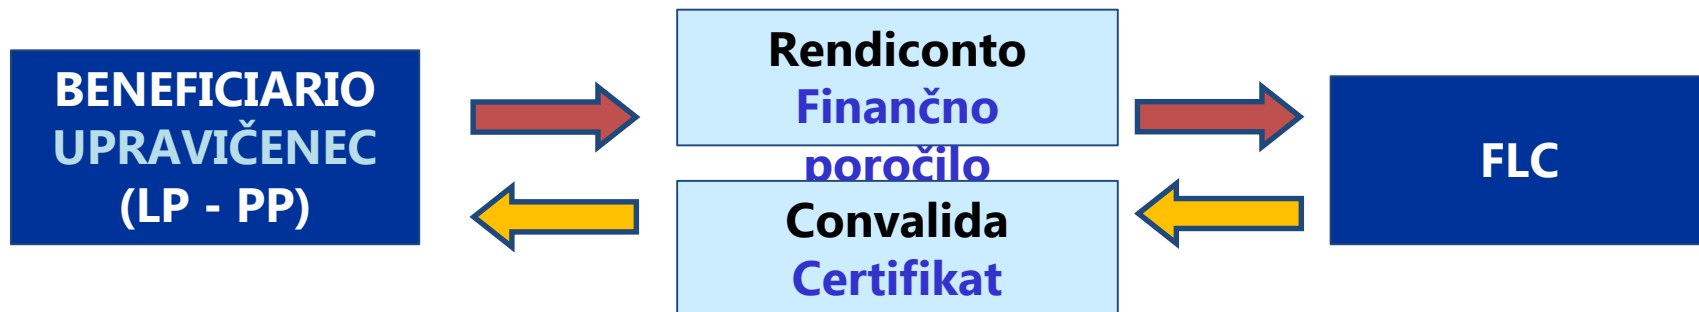 BENEFICIARIO
UPRAVIČENEC
(LP - PP)
Rendiconto
Finančno
poročilo
Convalida
Certifikat
FLC